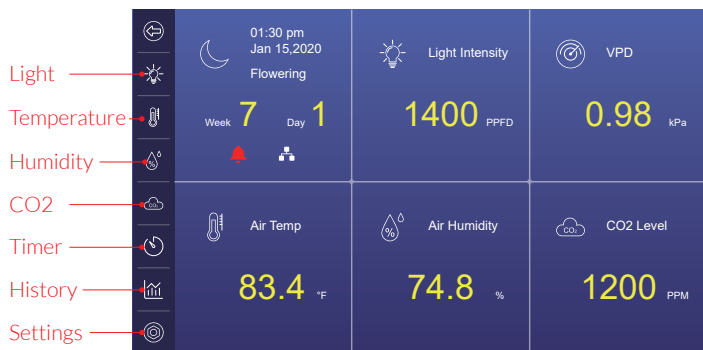 Light
Temperature
Humidity
CO2
Timer
History
Settings
%
CO₂
01:30 pm
Jan 15,2020
Flowering
Week 7 Day 1
Light Intensity
1400 PPFD
VPD
0.98 kPa
Air Temp
83.4 °F
%
Air Humidity
74.8 %
CO₂
CO2 Level
1200 PPM